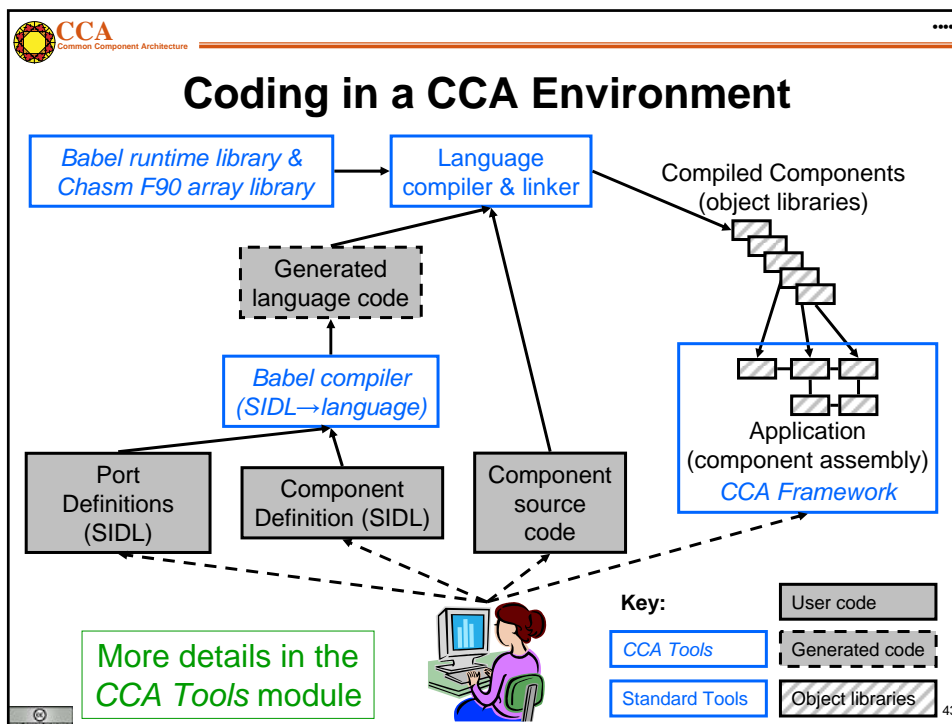 CCA
Common Component Architecture
Coding in a CCA Environment
Babel runtime library &
Chasm F90 array library
Language
compiler & linker
Compiled Components
(object libraries)
Generated
language code
Babel compiler
(SIDL→language)
Port
Definitions
(SIDL)
Component
Definition (SIDL)
Component
source
code
Application
(component assembly)
CCA Framework
More details in the
CCA Tools module
Key:
User code
CCA Tools
Generated code
Standard Tools
Object libraries